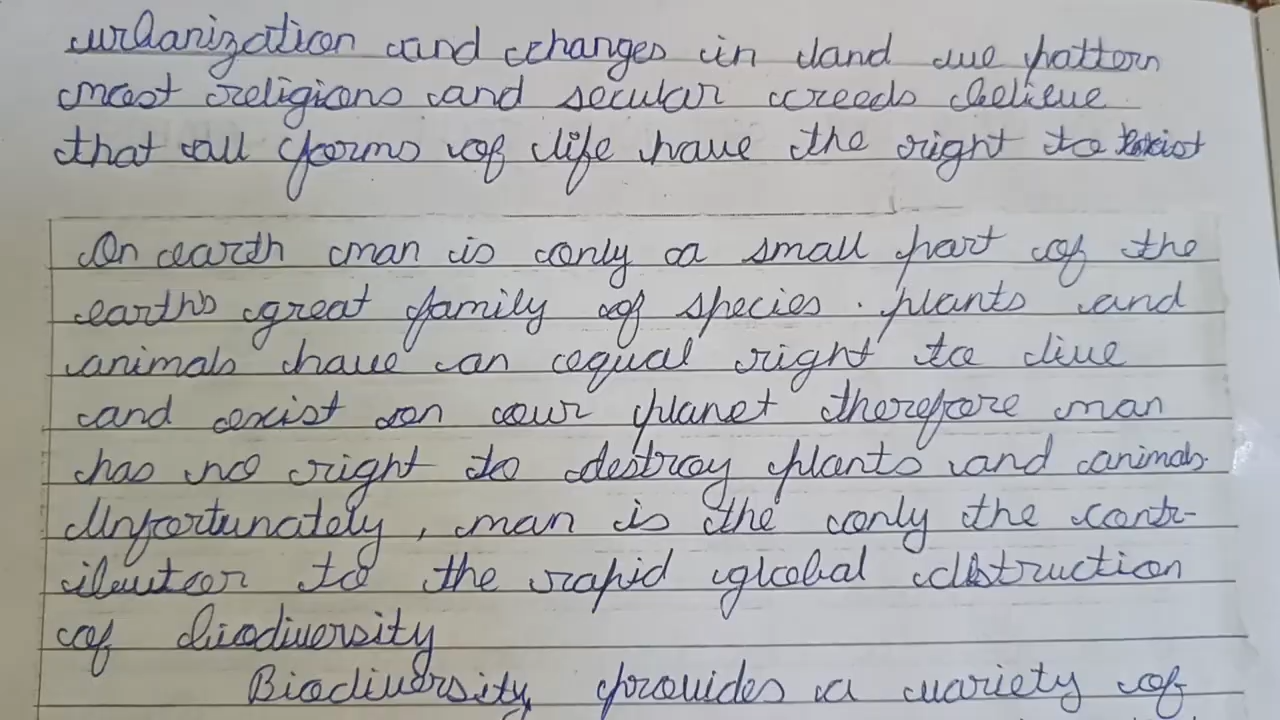 urbanization and changes in land use pattern
most religions and secular creeds believe
that all forms of life have the right to exist
On earth man is only a small part of the
earth's great family of species. plants and
animals have an equal right to live
and exist on our planet therefore man
has no right to destroy plants and animals.
Unfortunately, man is the only the contr-
ibutor to the rapid global destruction
of biodiversity
Biodiversity provides a variety of